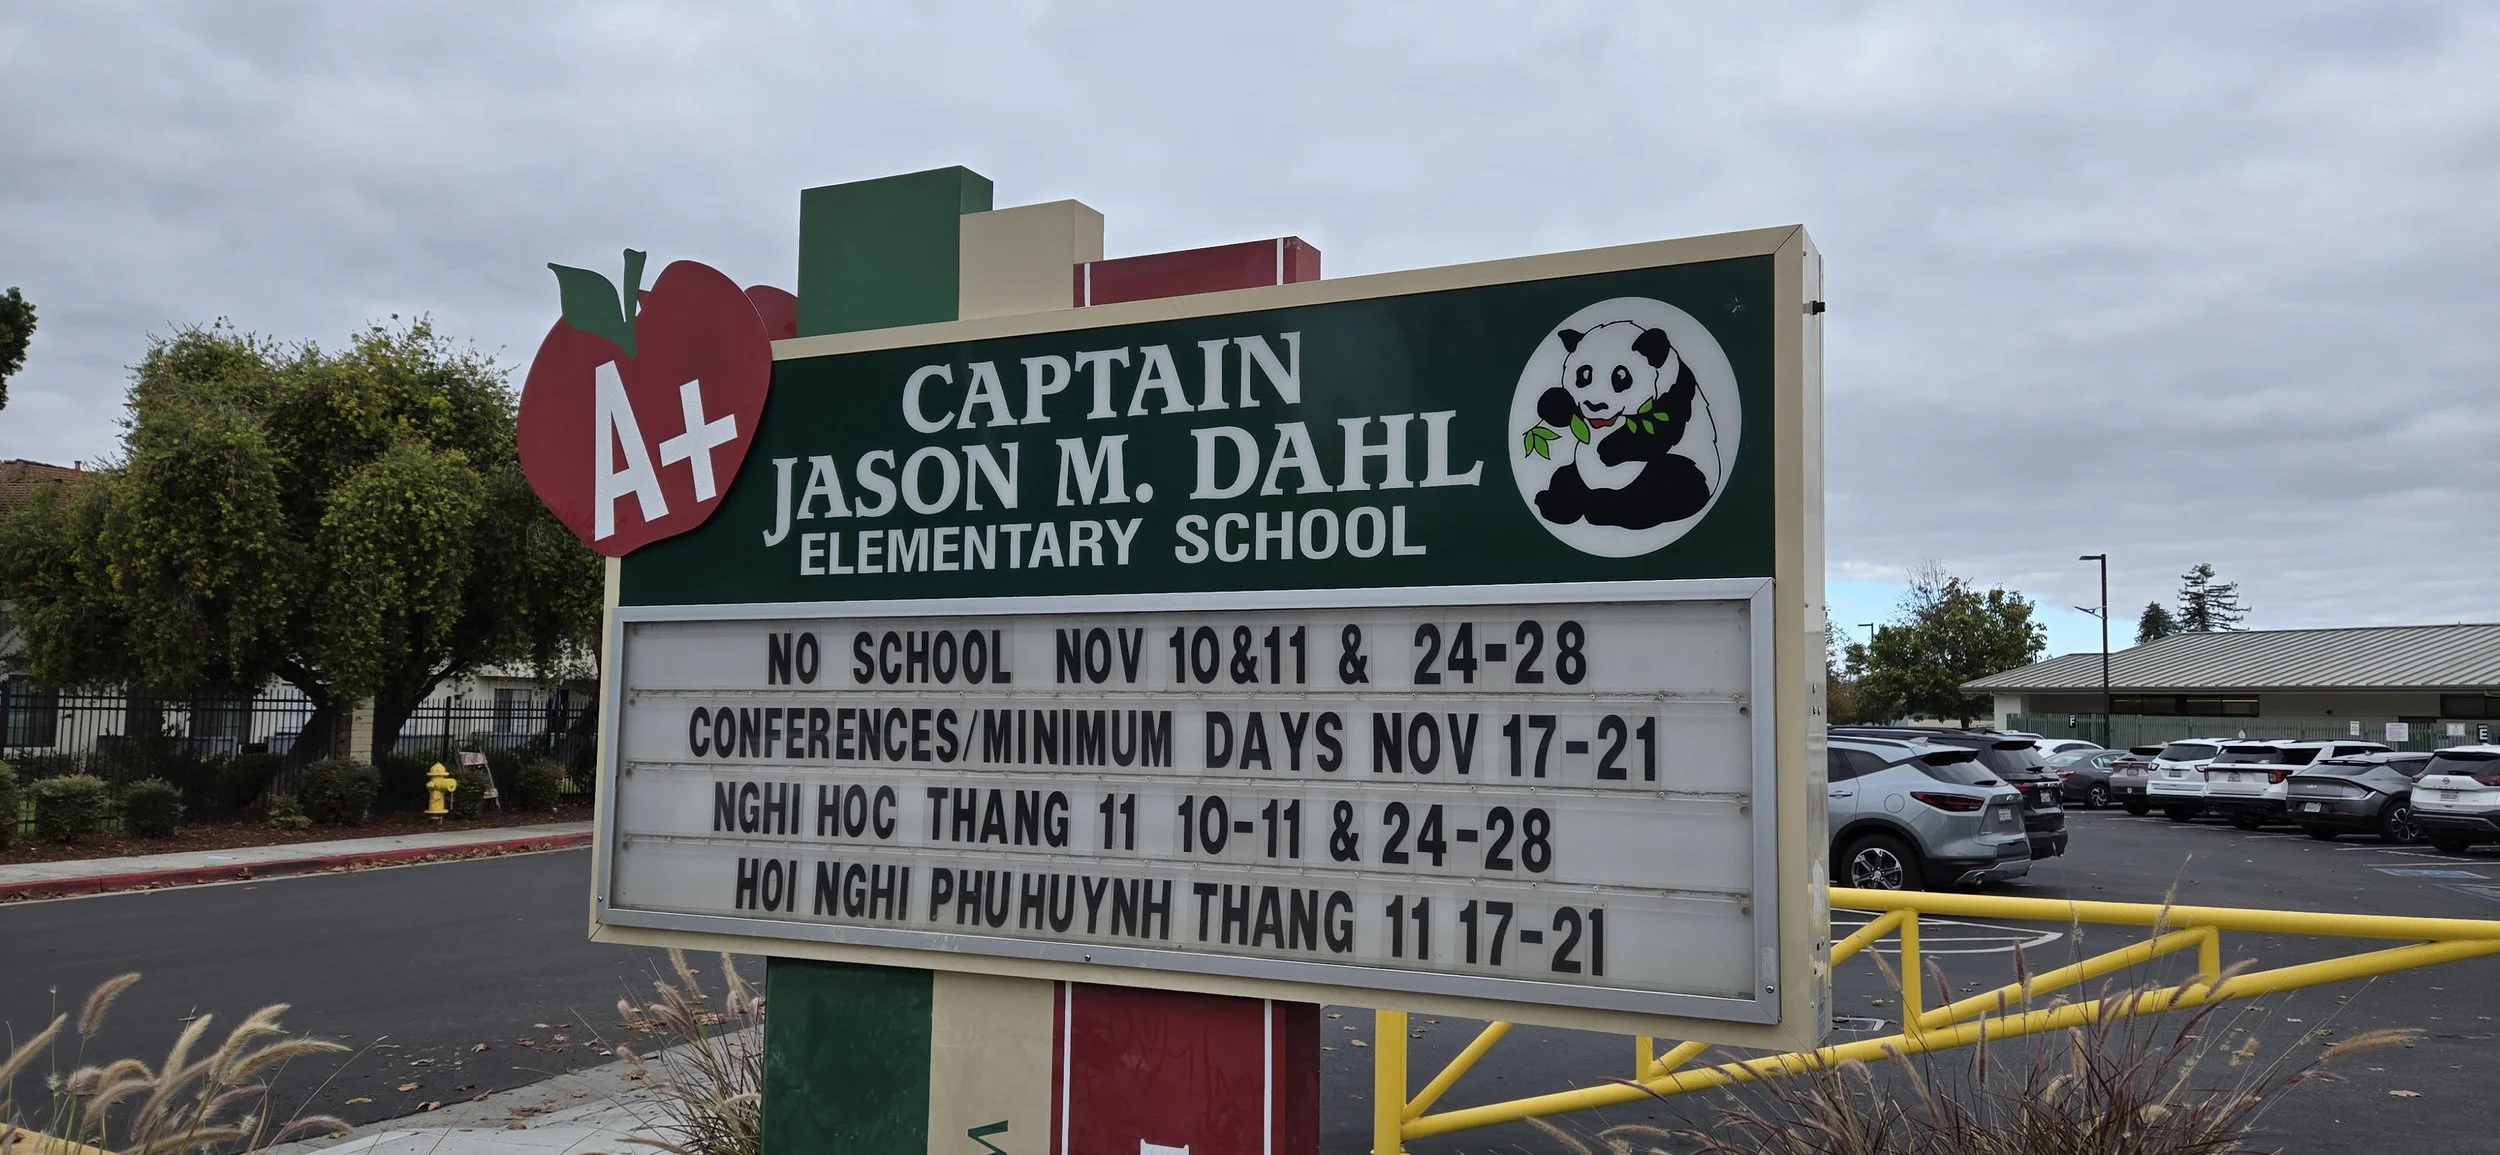 A+
CAPTAIN
JASON M. DAHL
ELEMENTARY SCHOOL
NO SCHOOL NOV 10&11 & 24-28
CONFERENCES/MINIMUM DAYS NOV 17-21
NGHI HOC THANG 11 10-11 & 24-28
HOI NGHI PHU HUYNH THANG 11 17-21
F
E